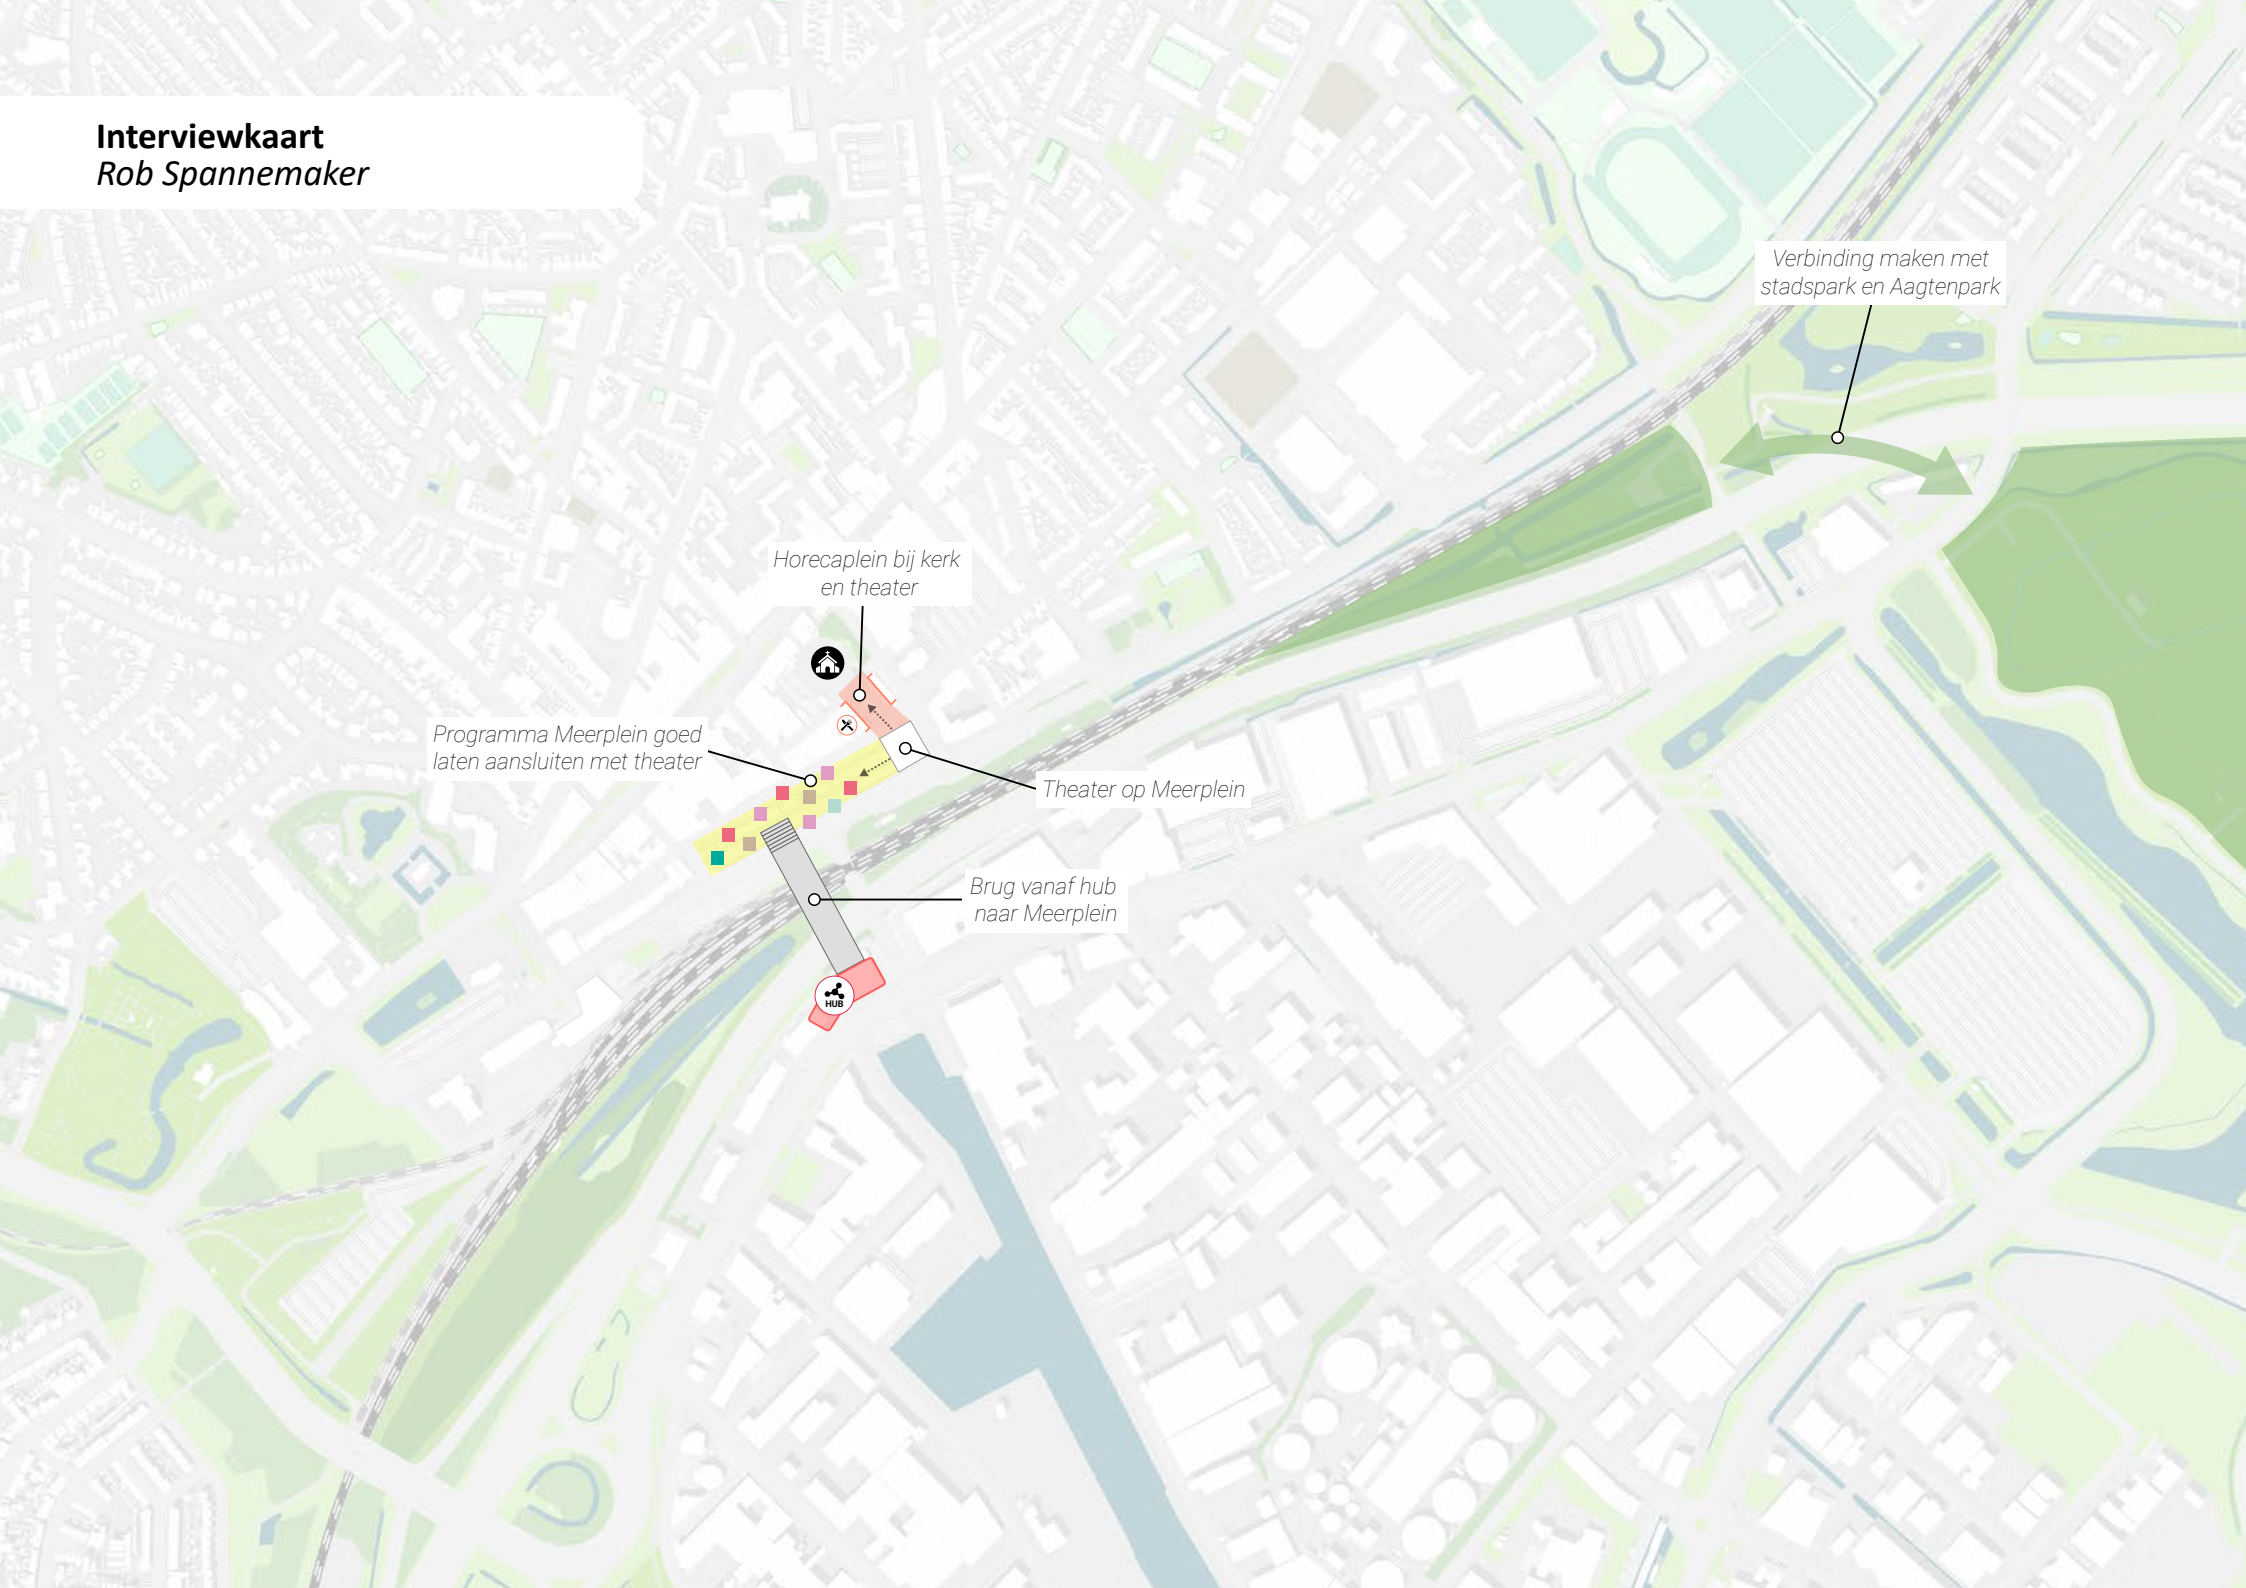 Interviewkaart
Rob Spannemaker
Verbinding maken met
stadspark en Aagtenpark
Horecaplein bij kerk
en theater
Programma Meerplein goed
laten aansluiten met theater
Theater op Meerplein
Brug vanaf hub
naar Meerplein
HUB